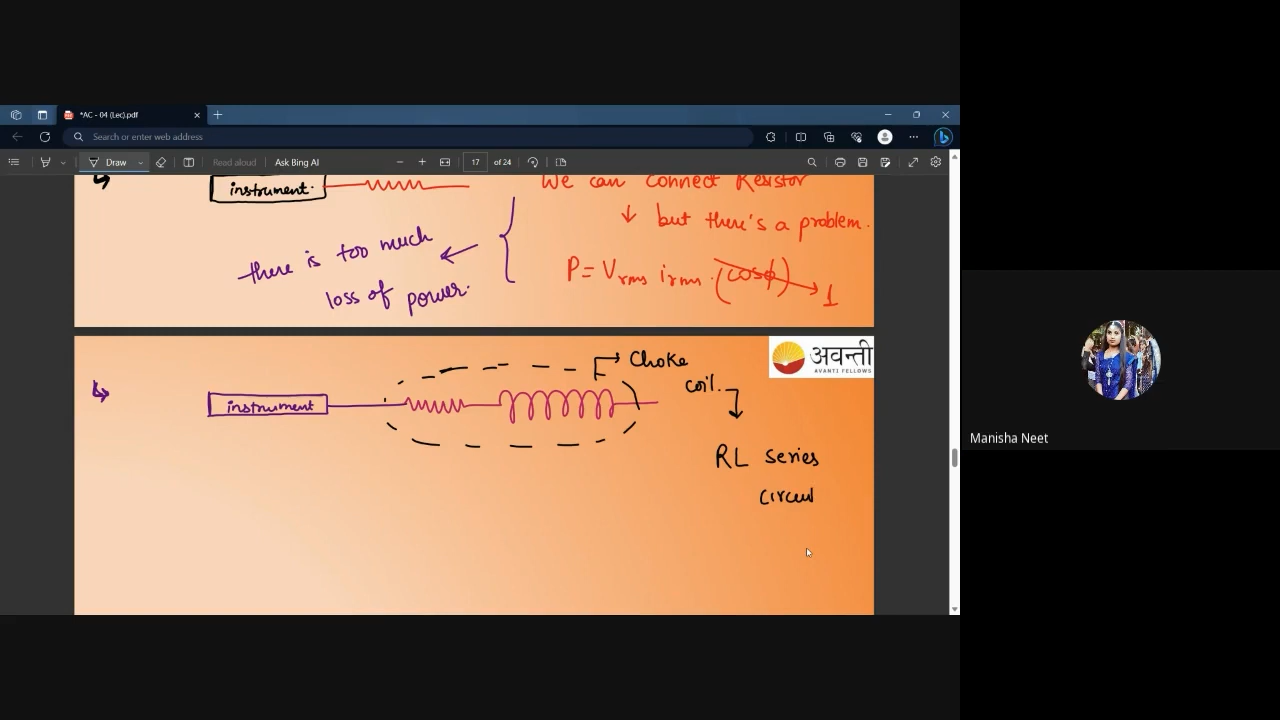 *AC - 04 (Lec).pdf
Search or enter web address
Draw
Read aloud
Ask Bing AI
17 of 24
instrument.
We can connect Resistor
but there's a problem.
there is too much
loss of power.
P = Vrms irms. (cosφ) 1
अवन्ती
AVANTI FELLOWS
Choke
coil.
instrument
RL series
circui
Manisha Neet